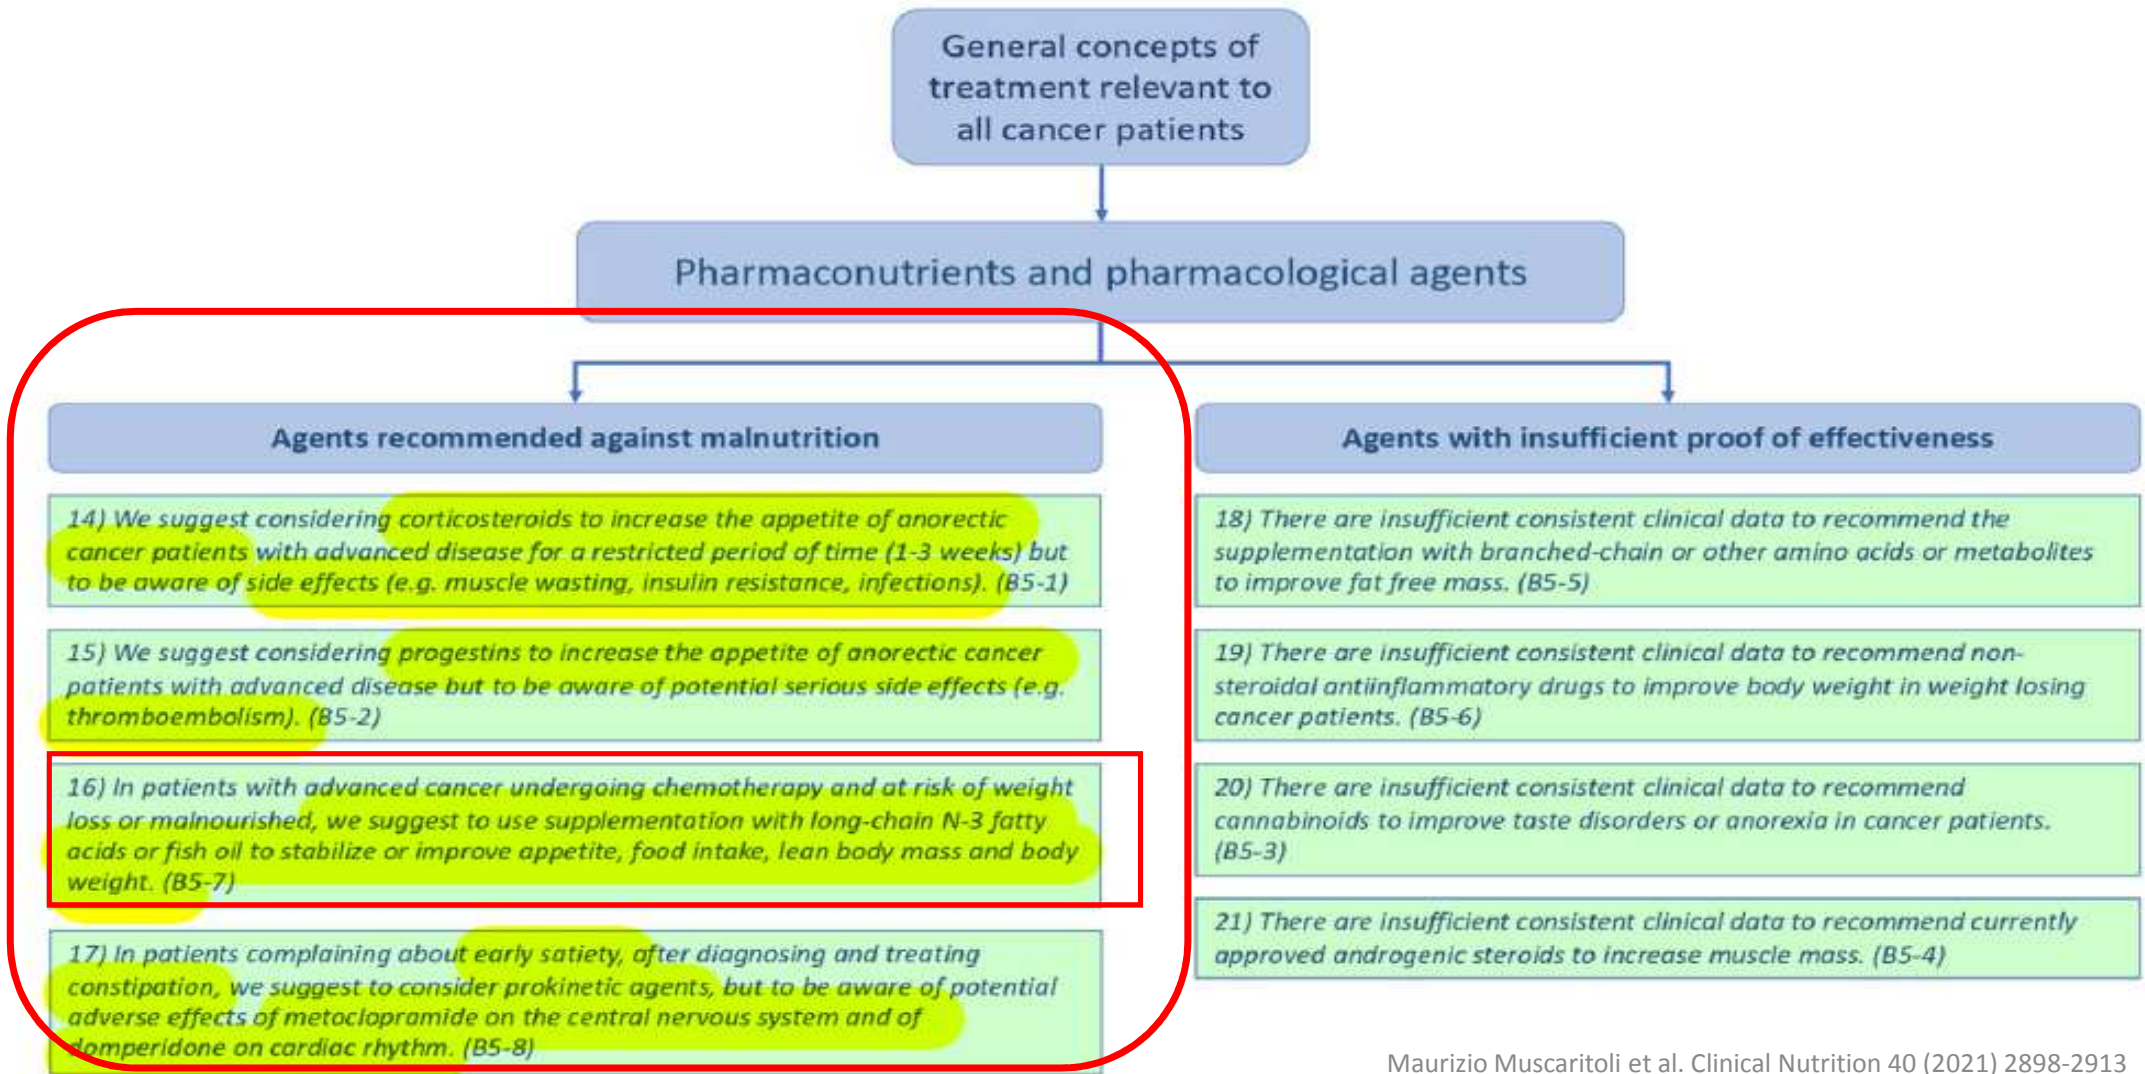 General concepts of
treatment relevant to
all cancer patients
Pharmaconutrients and pharmacological agents
Agents recommended against malnutrition
14) We suggest considering corticosteroids to increase the appetite of anorectic
cancer patients with advanced disease for a restricted period of time (1-3 weeks) but
to be aware of side effects (e.g. muscle wasting, insulin resistance, infections). (B5-1)
15) We suggest considering progestins to increase the appetite of anorectic cancer
patients with advanced disease but to be aware of potential serious side effects (e.g.
thromboembolism). (B5-2)
16) In patients with advanced cancer undergoing chemotherapy and at risk of weight
loss or malnourished, we suggest to use supplementation with long-chain N-3 fatty
acids or fish oil to stabilize or improve appetite, food intake, lean body mass and body
weight. (B5-7)
17) In patients complaining about early satiety, after diagnosing and treating
constipation, we suggest to consider prokinetic agents, but to be aware of potential
adverse effects of metoclopramide on the central nervous system and of
domperidone on cardiac rhythm. (B5-8)
Agents with insufficient proof of effectiveness
18) There are insufficient consistent clinical data to recommend the
supplementation with branched-chain or other amino acids or metabolites
to improve fat free mass. (B5-5)
19) There are insufficient consistent clinical data to recommend non-
steroidal antiinflammatory drugs to improve body weight in weight losing
cancer patients. (B5-6)
20) There are insufficient consistent clinical data to recommend
cannabinoids to improve taste disorders or anorexia in cancer patients.
(B5-3)
21) There are insufficient consistent clinical data to recommend currently
approved androgenic steroids to increase muscle mass. (B5-4)
Maurizio Muscaritoli et al. Clinical Nutrition 40 (2021) 2898-2913